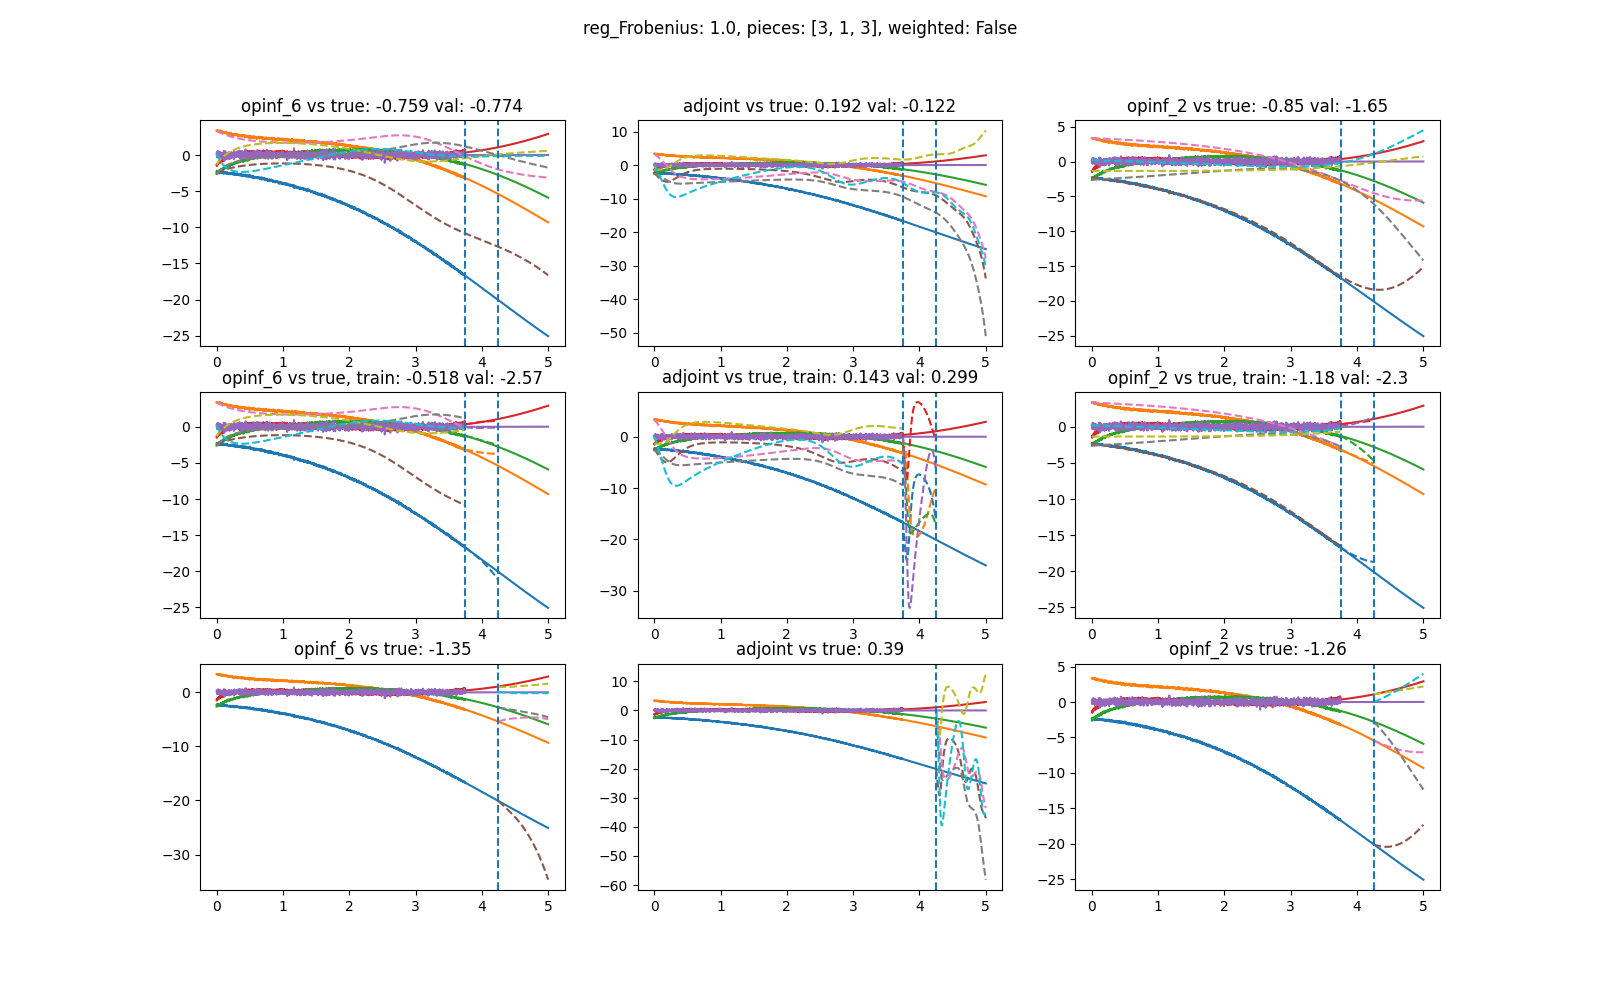 reg_Frobenius: 1.0, pieces: [3, 1, 3], weighted: False
opinf_6 vs true: -0.759 val: -0.774
adjoint vs true: 0.192 val: -0.122
opinf_2 vs true: -0.85 val: -1.65
0
−5
−10
−15
−20
−25
0 1 2 3 4 5
10
0
−10
−20
−30
−40
−50
0 1 2 3 4 5
5
0
−5
−10
−15
−20
−25
0 1 2 3 4 5
opinf_6 vs true, train: -0.518 val: -2.57
adjoint vs true, train: 0.143 val: 0.299
opinf_2 vs true, train: -1.18 val: -2.3
0
−5
−10
−15
−20
−25
0 1 2 3 4 5
0
−10
−20
−30
0 1 2 3 4 5
0
−5
−10
−15
−20
−25
0 1 2 3 4 5
opinf_6 vs true: -1.35
adjoint vs true: 0.39
opinf_2 vs true: -1.26
0
−10
−20
−30
0 1 2 3 4 5
10
0
−10
−20
−30
−40
−50
−60
0 1 2 3 4 5
5
0
−5
−10
−15
−20
−25
0 1 2 3 4 5